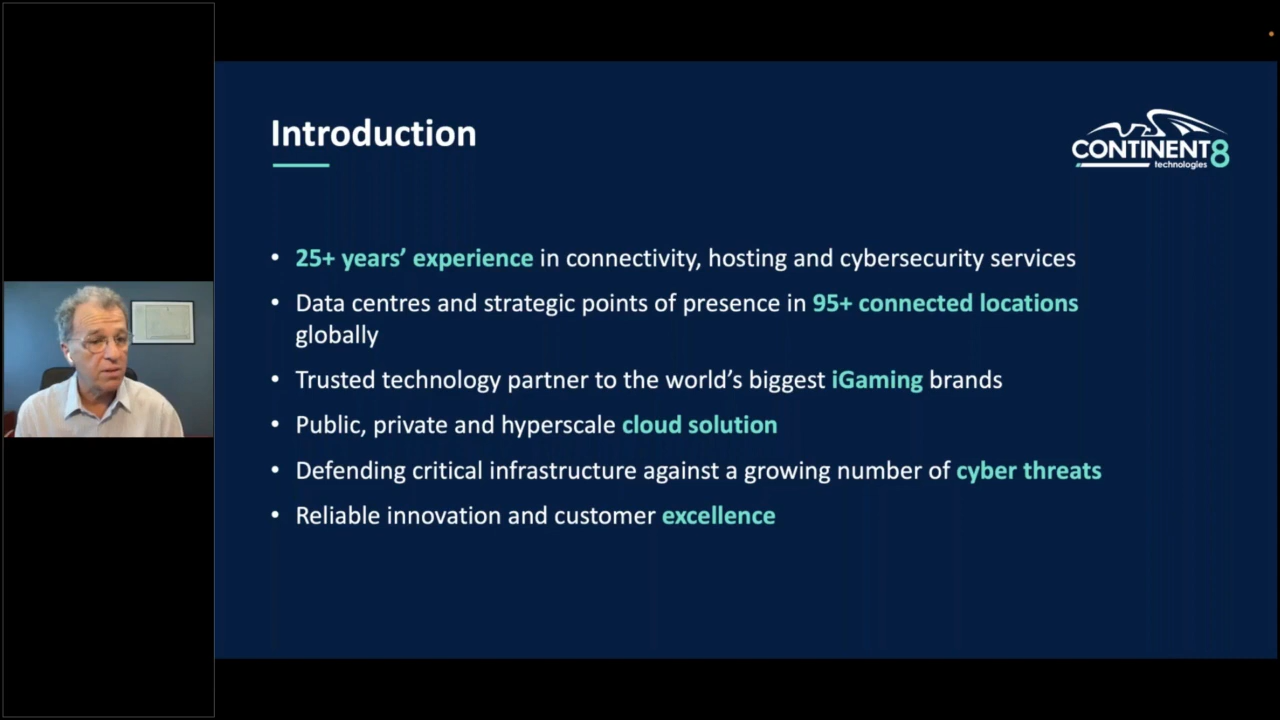 Introduction
CONTINENT8
technologies
• 25+ years’ experience in connectivity, hosting and cybersecurity services
• Data centres and strategic points of presence in 95+ connected locations
globally
• Trusted technology partner to the world’s biggest iGaming brands
• Public, private and hyperscale cloud solution
• Defending critical infrastructure against a growing number of cyber threats
• Reliable innovation and customer excellence